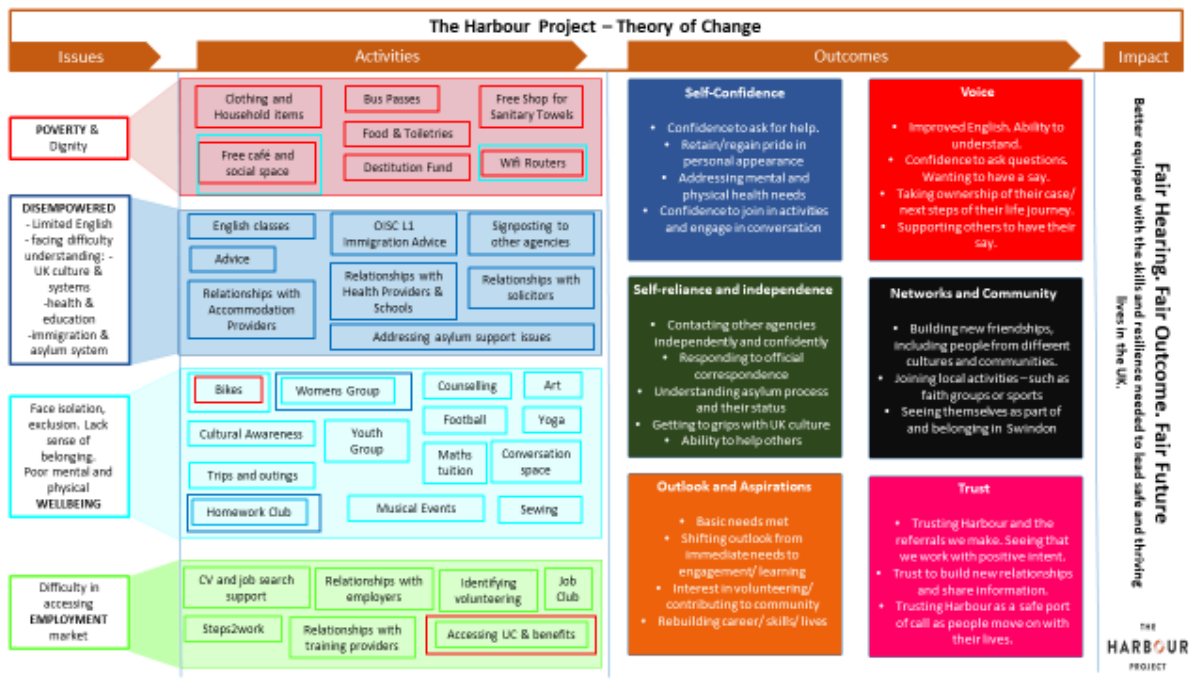 The Harbour Project – Theory of Change
Issues
Activities
Outcomes
Impact
POVERTY &
Dignity
Clothing and
Household items
Bus Passes
Free Shop for
Sanitary Towels
Food & Toiletries
Free café and
social space
Destitution Fund
Wifi Routers
DISEMPOWERED
- Limited English
- facing difficulty
understanding: -
UK culture &
systems
-health &
education
-immigration &
asylum system
English classes
OISC L1
Immigration Advice
Signposting to
other agencies
Advice
Relationships with
Accommodation
Providers
Relationships with
Health Providers &
Schools
Relationships with
solicitors
Addressing asylum support issues
Face isolation,
exclusion. Lack
sense of
belonging.
Poor mental and
physical
WELLBEING
Bikes
Womens Group
Counselling
Art
Football
Yoga
Cultural Awareness
Youth
Group
Maths
tuition
Conversation
space
Trips and outings
Homework Club
Musical Events
Sewing
Difficulty in
accessing
EMPLOYMENT
market
CV and job search
support
Relationships with
employers
Identifying
volunteering
Job
Club
Steps2work
Relationships with
training providers
Accessing UC & benefits
Self-Confidence
• Confidence to ask for help.
• Retain/regain pride in
personal appearance
• Addressing mental and
physical health needs
• Confidence to join in activities
and engage in conversation
Voice
• Improved English. Ability to
understand.
• Confidence to ask questions.
Wanting to have a say.
• Taking ownership of their case/
next steps of their life journey.
• Supporting others to have their
say.
Self-reliance and independence
• Contacting other agencies
independently and confidently
• Responding to official
correspondence
• Understanding asylum process
and their status
• Getting to grips with UK culture
• Ability to help others
Networks and Community
• Building new friendships,
including people from different
cultures and communities.
• Joining local activities – such as
faith groups or sports
• Seeing themselves as part of
and belonging in Swindon
Outlook and Aspirations
• Basic needs met
• Shifting outlook from
immediate needs to
engagement/ learning
• Interest in volunteering/
contributing to community
• Rebuilding career/ skills/ lives
Trust
• Trusting Harbour and the
referrals we make. Seeing that
we work with positive intent.
• Trust to build new relationships
and share information.
• Trusting Harbour as a safe port
of call as people move on with
their lives.
Fair Hearing. Fair Outcome. Fair Future
Better equipped with the skills and resilience needed to lead safe and thriving
lives in the UK.
THE
HARBOUR
PROJECT